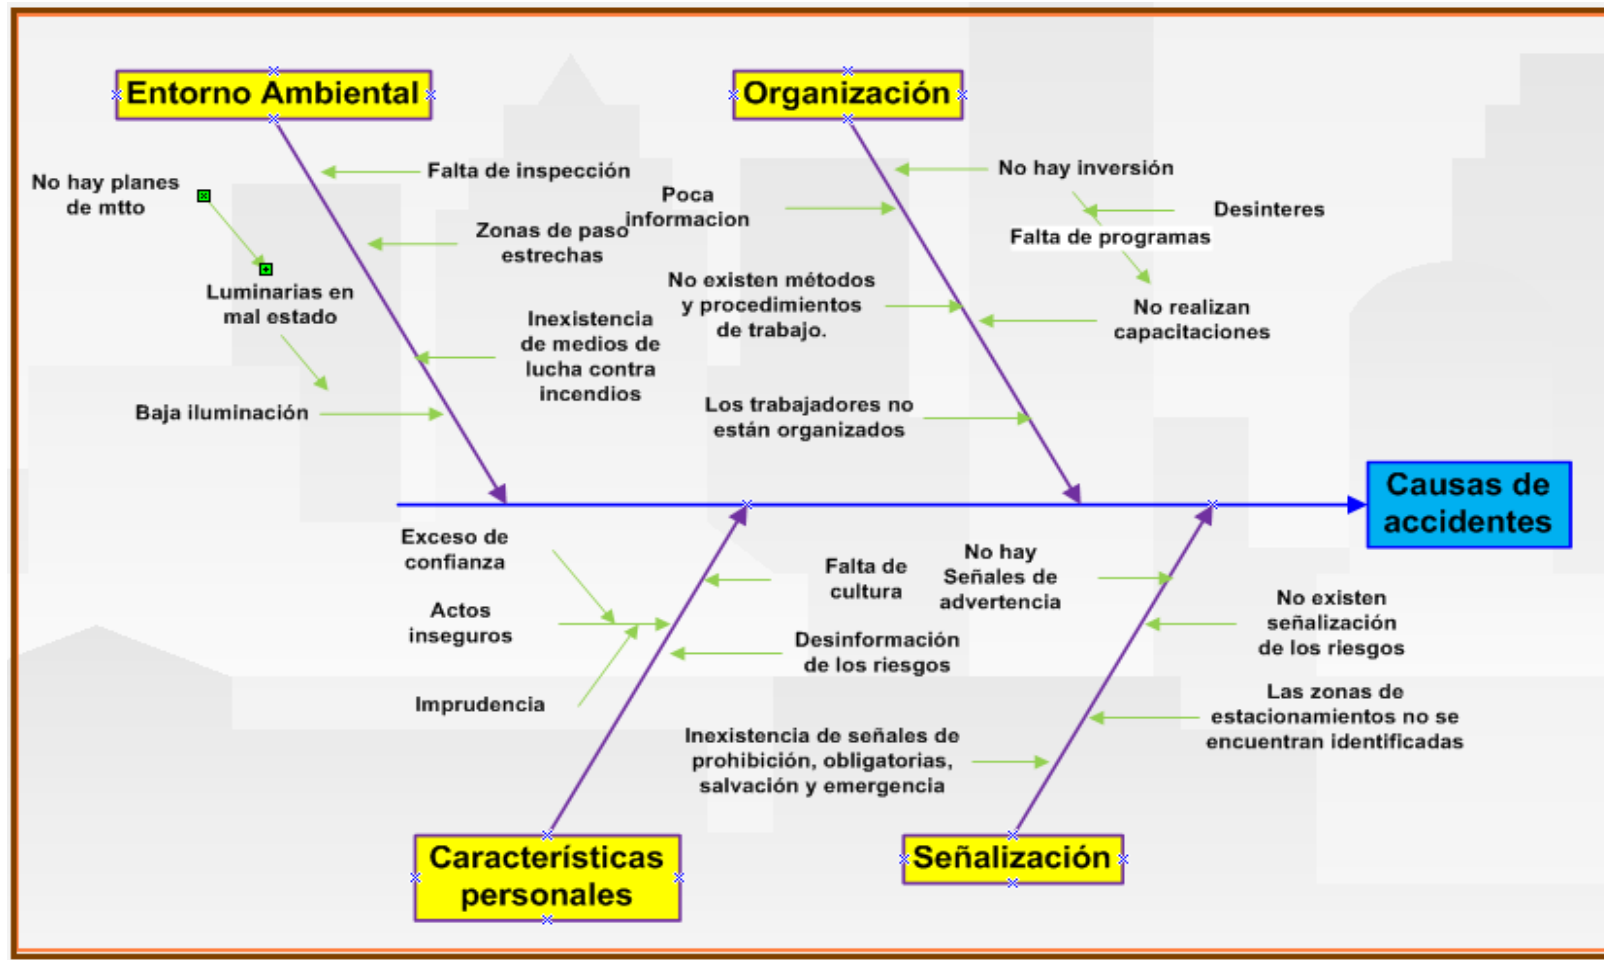 Entorno Ambiental
Organización
Falta de inspección
No hay planes
de mtto
Zonas de paso
estrechas
Luminarias en
mal estado
Inexistencia
de medios de
lucha contra
incendios
Baja iluminación
No hay inversión
Poca
informacion
Desinteres
Falta de programas
No existen métodos
y procedimientos
de trabajo.
No realizan
capacitaciones
Los trabajadores no
están organizados
Causas de
accidentes
Exceso de
confianza
Actos
inseguros
Imprudencia
Falta de
cultura
Desinformación
de los riesgos
No hay
Señales de
advertencia
No existen
señalización
de los riesgos
Las zonas de
estacionamientos no se
encuentran identificadas
Inexistencia de señales de
prohibición, obligatorias,
salvación y emergencia
Características
personales
Señalización